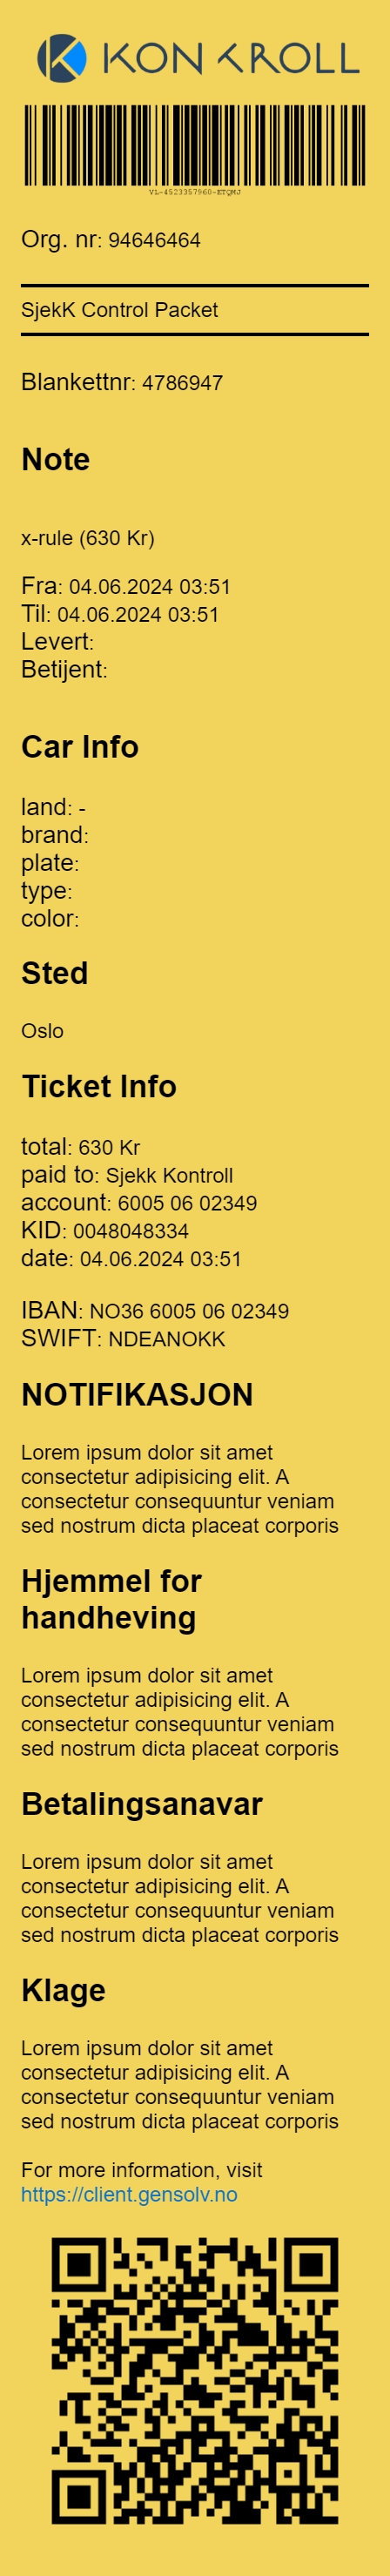 KONTROLL
VL-4523357960-ETQMJ
Org. nr: 94646464
SjekK Control Packet
Blankettnr: 4786947
Note
x-rule (630 Kr)
Fra: 04.06.2024 03:51
Til: 04.06.2024 03:51
Levert:
Betijent:
Car Info
land: -
brand:
plate:
type:
color:
Sted
Oslo
Ticket Info
total: 630 Kr
paid to: Sjekk Kontroll
account: 6005 06 02349
KID: 0048048334
date: 04.06.2024 03:51
IBAN: NO36 6005 06 02349
SWIFT: NDEANOKK
NOTIFIKASJON
Lorem ipsum dolor sit amet
consectetur adipisicing elit. A
consectetur consequuntur veniam
sed nostrum dicta placeat corporis
Hjemmel for
handheving
Lorem ipsum dolor sit amet
consectetur adipisicing elit. A
consectetur consequuntur veniam
sed nostrum dicta placeat corporis
Betalingsanavar
Lorem ipsum dolor sit amet
consectetur adipisicing elit. A
consectetur consequuntur veniam
sed nostrum dicta placeat corporis
Klage
Lorem ipsum dolor sit amet
consectetur adipisicing elit. A
consectetur consequuntur veniam
sed nostrum dicta placeat corporis
For more information, visit
https://client.gensolv.no